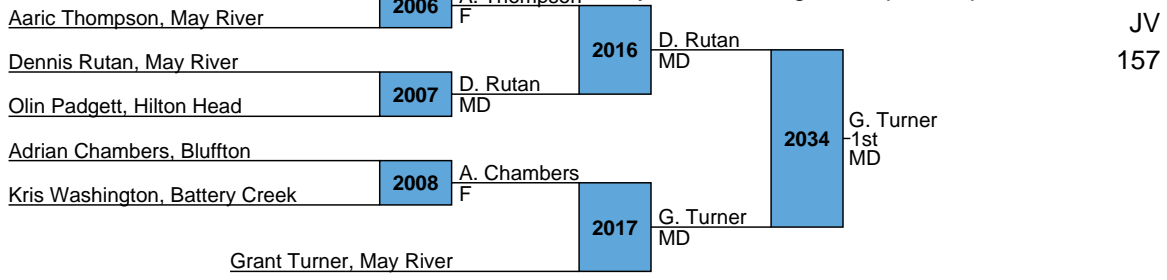 2006
F
Aaric Thompson, May River
JV
2016
D. Rutan
MD
157
Dennis Rutan, May River
2007
D. Rutan
MD
Olin Padgett, Hilton Head
2034
G. Turner
1st
MD
Adrian Chambers, Bluffton
2008
A. Chambers
F
Kris Washington, Battery Creek
2017
G. Turner
MD
Grant Turner, May River